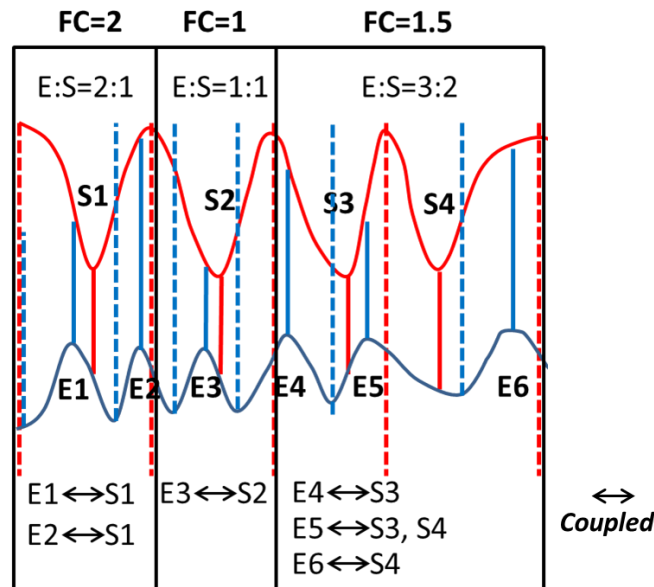 FC=2 FC=1 FC=1.5
E:S=2:1 E:S=1:1 E:S=3:2
S1 S2 S3 S4
E1 E2 E3 E4 E5 E6
E1↔S1 E3↔S2 E4↔S3
E2↔S1 E5↔S3, S4
E6↔S4
↔
Coupled